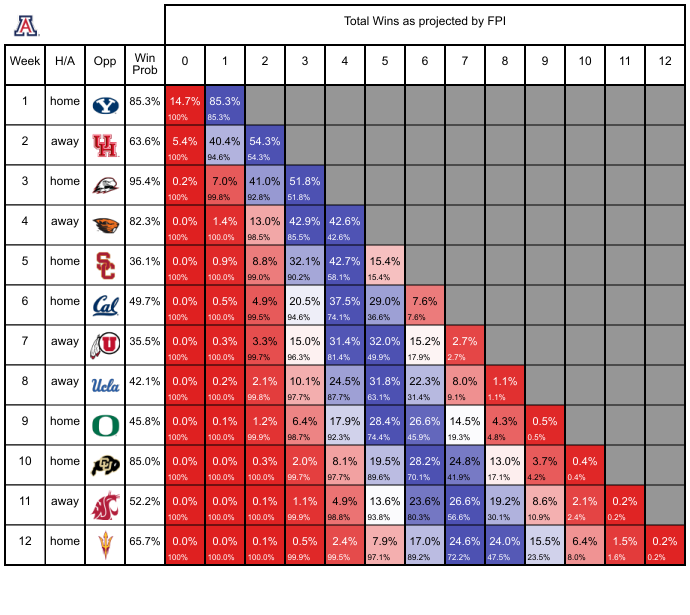 A
Total Wins as projected by FPI
Week H/A Opp Win Prob 0 1 2 3 4 5 6 7 8 9 10 11 12
1 home Y 85.3% 14.7% 85.3%
100% 85.3%
2 away UH 63.6% 5.4% 40.4% 54.3%
100% 94.6% 54.3%
3 home 95.4% 0.2% 7.0% 41.0% 51.8%
100% 99.8% 92.8% 51.8%
4 away 82.3% 0.0% 1.4% 13.0% 42.9% 42.6%
100% 100.0% 98.5% 85.5% 42.6%
5 home SC 36.1% 0.0% 0.9% 8.8% 32.1% 42.7% 15.4%
100% 100.0% 99.0% 90.2% 58.1% 15.4%
6 home Cal 49.7% 0.0% 0.5% 4.9% 20.5% 37.5% 29.0% 7.6%
100% 100.0% 99.5% 94.6% 74.1% 36.6% 7.6%
7 away U 35.5% 0.0% 0.3% 3.3% 15.0% 31.4% 32.0% 15.2% 2.7%
100% 100.0% 99.7% 96.3% 81.4% 49.9% 17.9% 2.7%
8 away Ucla 42.1% 0.0% 0.2% 2.1% 10.1% 24.5% 31.8% 22.3% 8.0% 1.1%
100% 100.0% 99.8% 97.7% 87.7% 63.1% 31.4% 9.1% 1.1%
9 home O 45.8% 0.0% 0.1% 1.2% 6.4% 17.9% 28.4% 26.6% 14.5% 4.3% 0.5%
100% 100.0% 99.9% 98.7% 92.3% 74.4% 45.9% 19.3% 4.8% 0.5%
10 home CU 85.0% 0.0% 0.0% 0.3% 2.0% 8.1% 19.5% 28.2% 24.8% 13.0% 3.7% 0.4%
100% 100.0% 100.0% 99.7% 97.7% 89.6% 70.1% 41.9% 17.1% 4.2% 0.4%
11 away 52.2% 0.0% 0.0% 0.1% 1.1% 4.9% 13.6% 23.6% 26.6% 19.2% 8.6% 2.1% 0.2%
100% 100.0% 100.0% 99.9% 98.8% 93.8% 80.3% 56.6% 30.1% 10.9% 2.4% 0.2%
12 home 65.7% 0.0% 0.0% 0.1% 0.5% 2.4% 7.9% 17.0% 24.6% 24.0% 15.5% 6.4% 1.5% 0.2%
100% 100.0% 100.0% 99.9% 99.5% 97.1% 89.2% 72.2% 47.5% 23.5% 8.0% 1.6% 0.2%